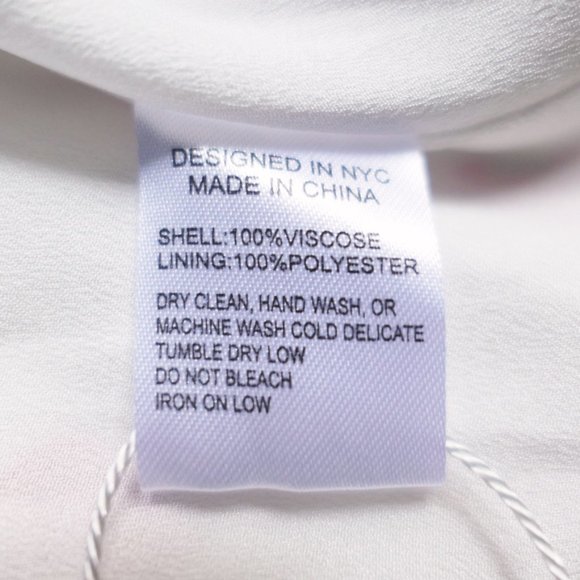 DESIGNED IN NYC
MADE IN CHINA
SHELL:100%VISCOSE
LINING:100%POLYESTER
DRY CLEAN, HAND WASH, OR
MACHINE WASH COLD DELICATE
TUMBLE DRY LOW
DO NOT BLEACH
IRON ON LOW